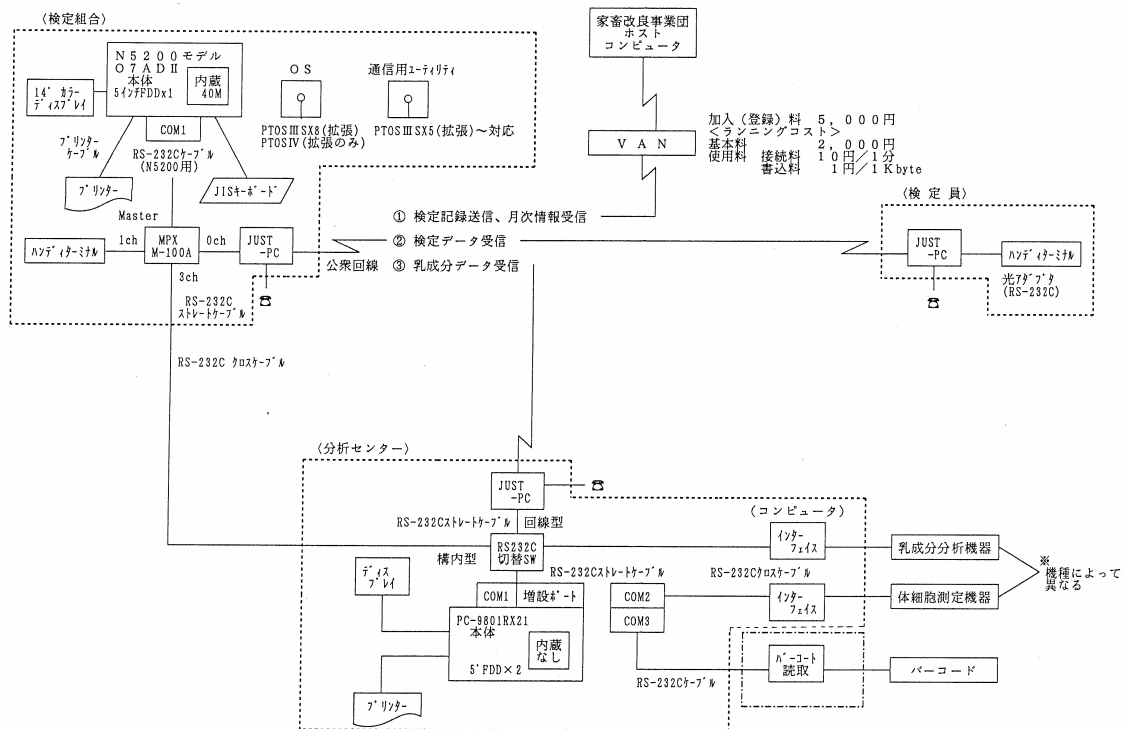 〈検定組合〉
Ｎ５２００モデル
０７ＡＤⅡ
本体
5ｲﾝﾁFDDx1
内蔵
40M
14" ｶﾗｰ
ﾃﾞｨｽﾌﾟﾚｲ
COM1
ﾌﾟﾘﾝﾀｰ
ｹｰﾌﾞﾙ
RS-232Cｹｰﾌﾞﾙ
(N5200用)
ﾌﾟﾘﾝﾀｰ
JISｷｰﾎﾞｰﾄﾞ
ＯＳ
PTOSⅢSX8(拡張)
PTOSⅣ(拡張のみ)
通信用ﾕｰﾃｨﾘﾃｨ
PTOSⅢSX5(拡張)～対応
Master
ﾊﾝﾃﾞｨﾀｰﾐﾅﾙ
1ch
MPX
M-100A
0ch
JUST
-PC
3ch
RS-232C
ｽﾄﾚｰﾄｹｰﾌﾞﾙ
☎
RS-232C ｸﾛｽｹｰﾌﾞﾙ
家畜改良事業団
ホスト
コンピュータ
ＶＡＮ
加入（登録）料　５，０００円
＜ランニングコスト＞
基本料　２，０００円
使用料　接続料　１０円／１分
書込料　１円／１Ｋbyte
① 検定記録送信、月次情報受信
② 検定データ受信
公衆回線 ③ 乳成分データ受信
〈検 定 員〉
JUST
-PC
ﾊﾝﾃﾞｨﾀｰﾐﾅﾙ
光ｱﾀﾞﾌﾟﾀ
(RS-232C)
☎
〈分析センター〉
JUST
-PC
☎
RS-232Cｽﾄﾚｰﾄｹｰﾌﾞﾙ 回線型
構内型
RS232C
切替SW
(コンピュータ)
インター
フェイス
乳成分分析機器
ﾃﾞｨｽ
ﾌﾟﾚｲ
RS-232Cｽﾄﾚｰﾄｹｰﾌﾞﾙ
RS-232Cｸﾛｽｹｰﾌﾞﾙ
※
機種によって
異なる
COM1
増設ﾎﾟｰﾄ
COM2
COM3
インター
フェイス
体細胞測定機器
PC-9801RX21
本体
内蔵
なし
5"FDD×2
ﾌﾟﾘﾝﾀｰ
RS-232Cｹｰﾌﾞﾙ
ﾊﾞｰｺｰﾄ
読取
バーコード